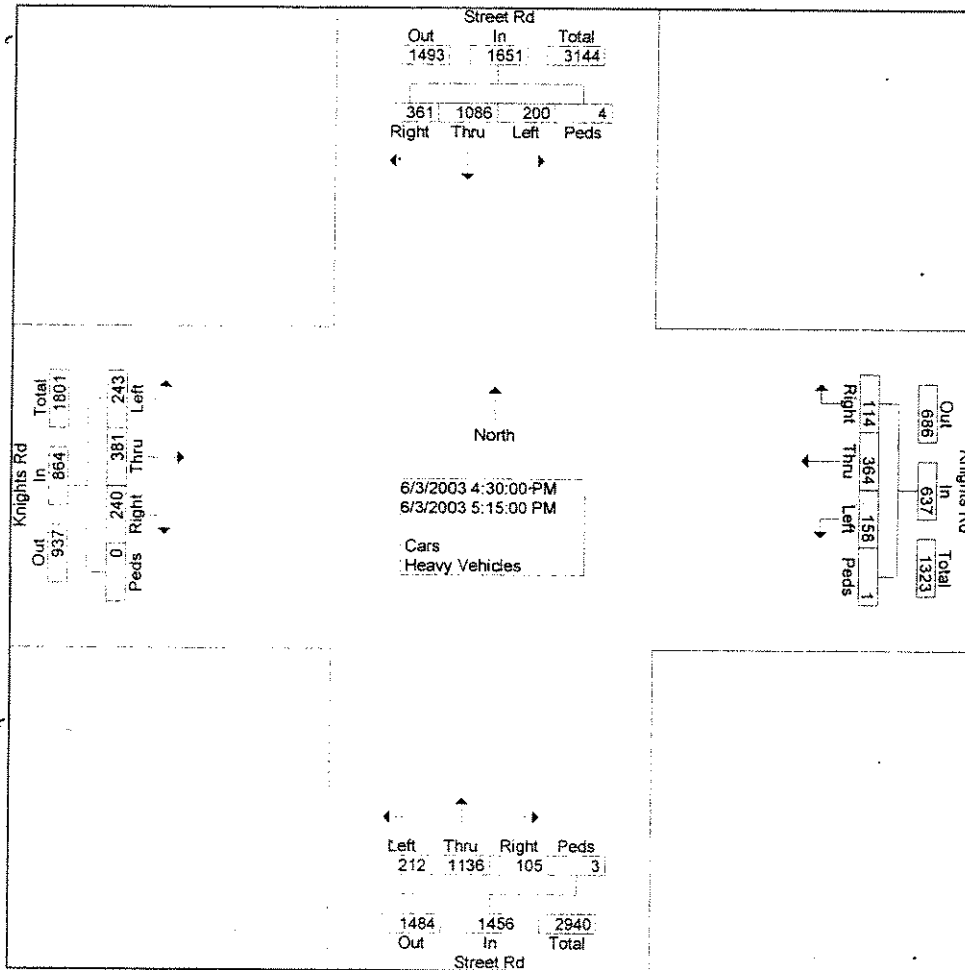 Street Rd
Out In Total
1493 1651 3144
361 1086 200 4
Right Thru Left Peds
Knights Rd
Total In Out
1801 864 937
243 381 240 0
Left Thru Right Peds
North
6/3/2003 4:30:00 PM
6/3/2003 5:15:00 PM
Cars
Heavy Vehicles
Right Thru Left Peds
114 364 158 1
Out In Total
686 637 1323
Knights Rd
Left Thru Right Peds
212 1136 105 3
1484 1456 2940
Out In Total
Street Rd